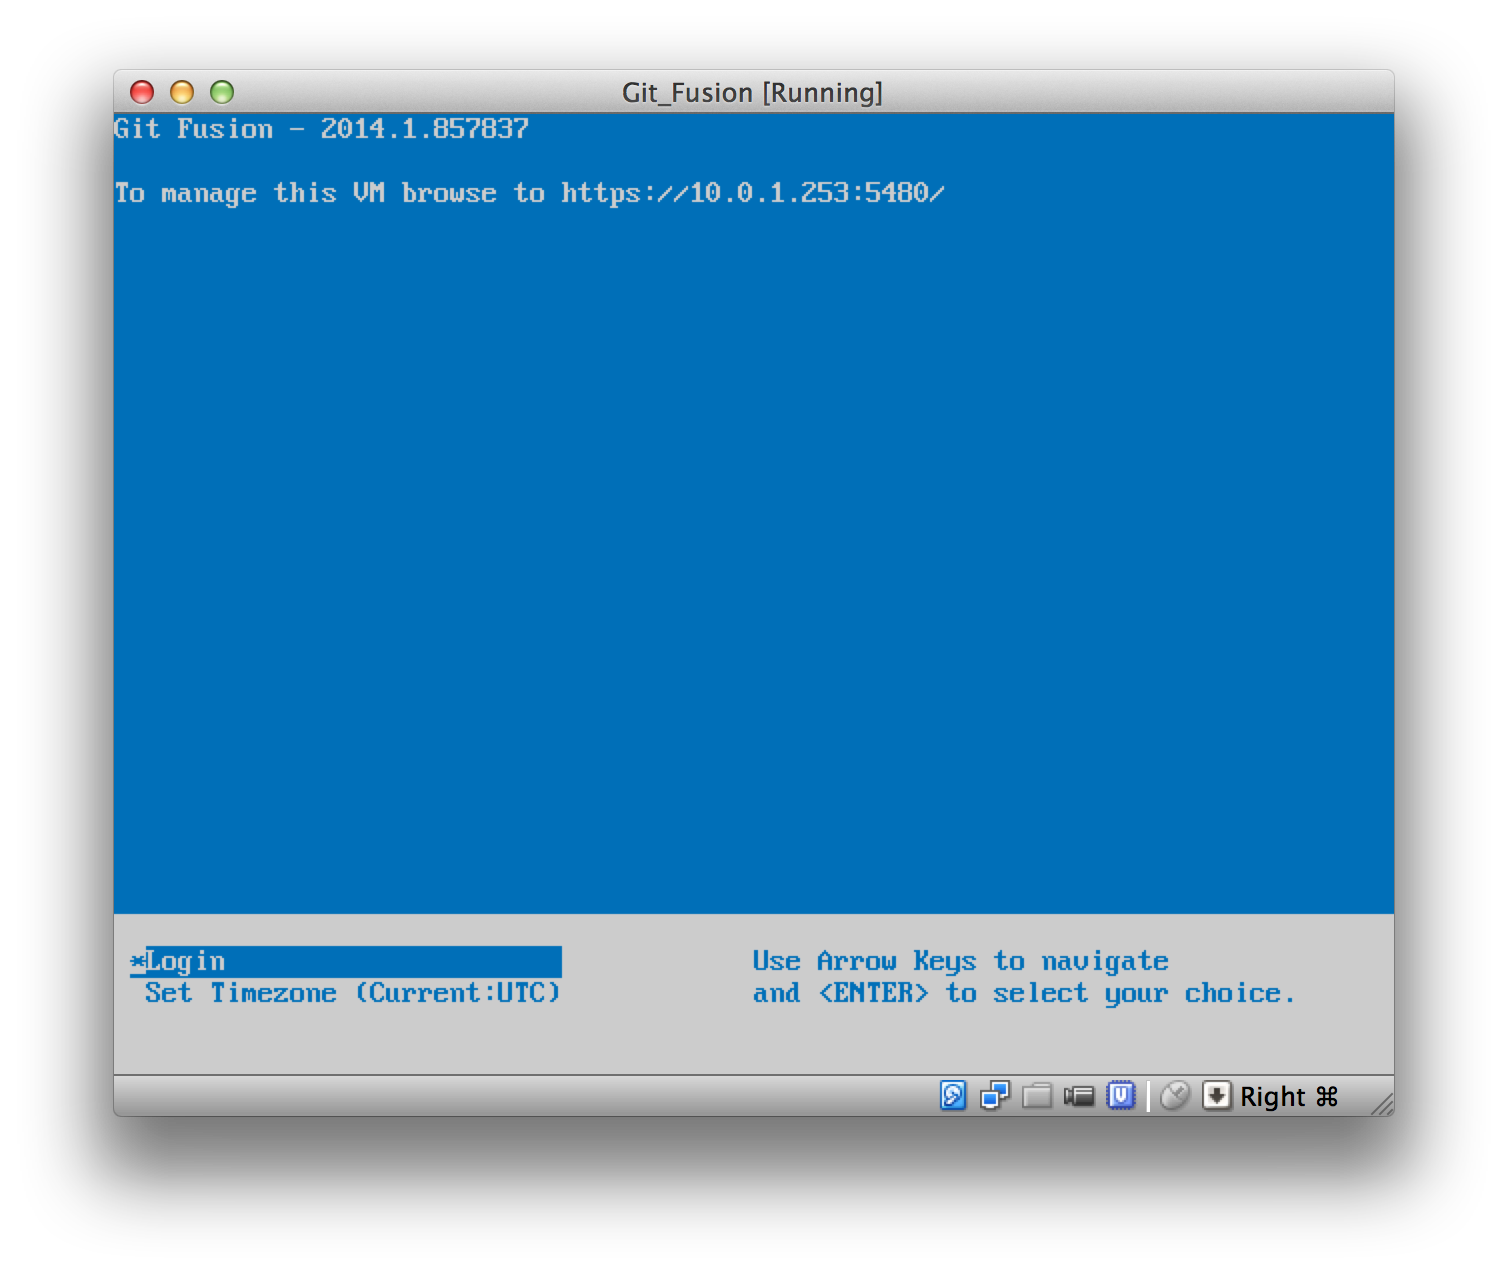 Git_Fusion [Running]
Git Fusion - 2014.1.857837
To manage this VM browse to https://10.0.1.253:5480/
*Login
Set Timezone (Current:UTC)
Use Arrow Keys to navigate
and <ENTER> to select your choice.
Right ⌘